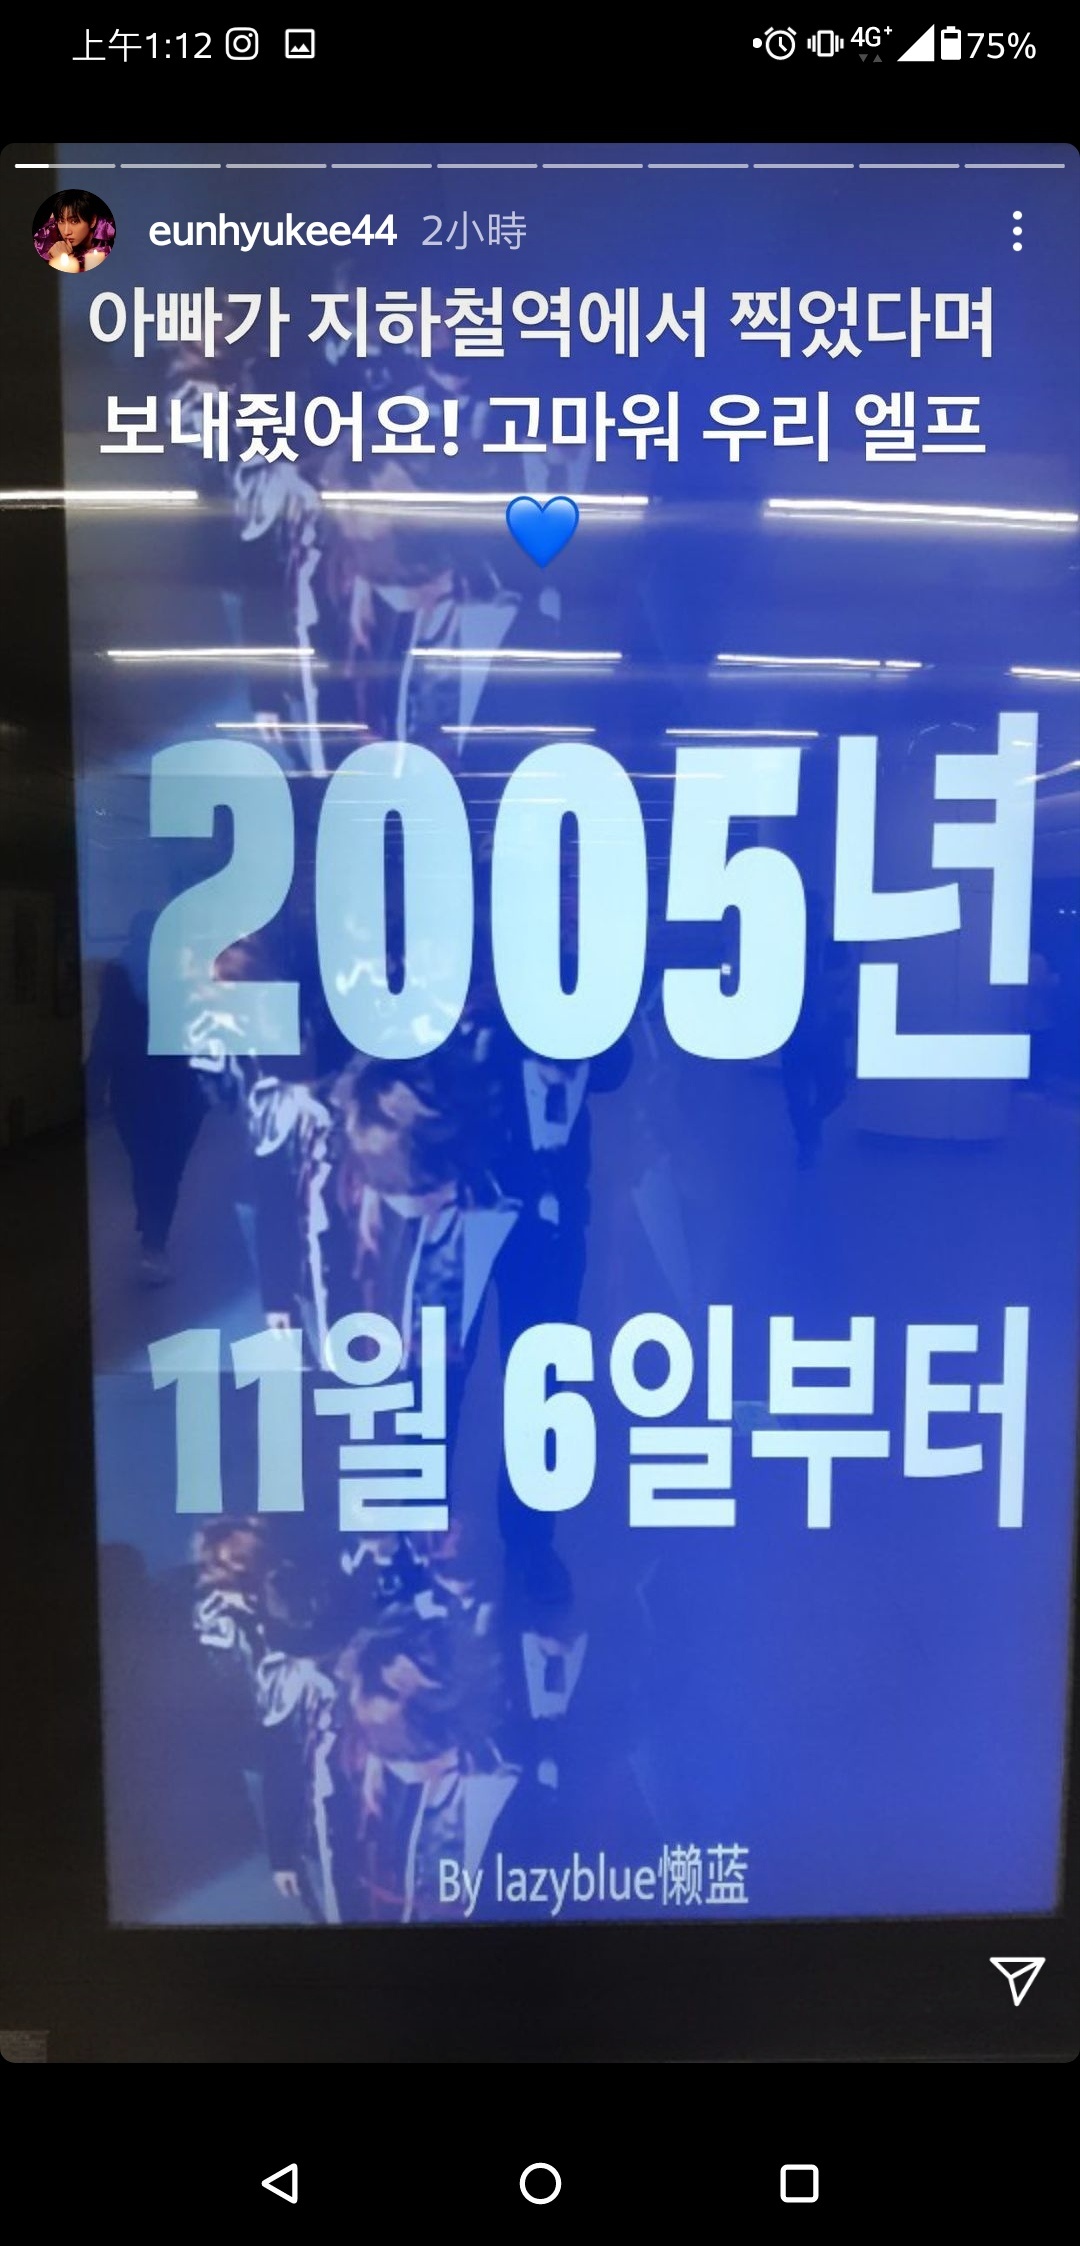 上午1:12
4G+
75%
eunhyukee44 2小時
아빠가 지하철역에서 찍었다며
보내줬어요! 고마워 우리 엘프
💙
2005년
11월 6일부터
By lazyblue懒蓝